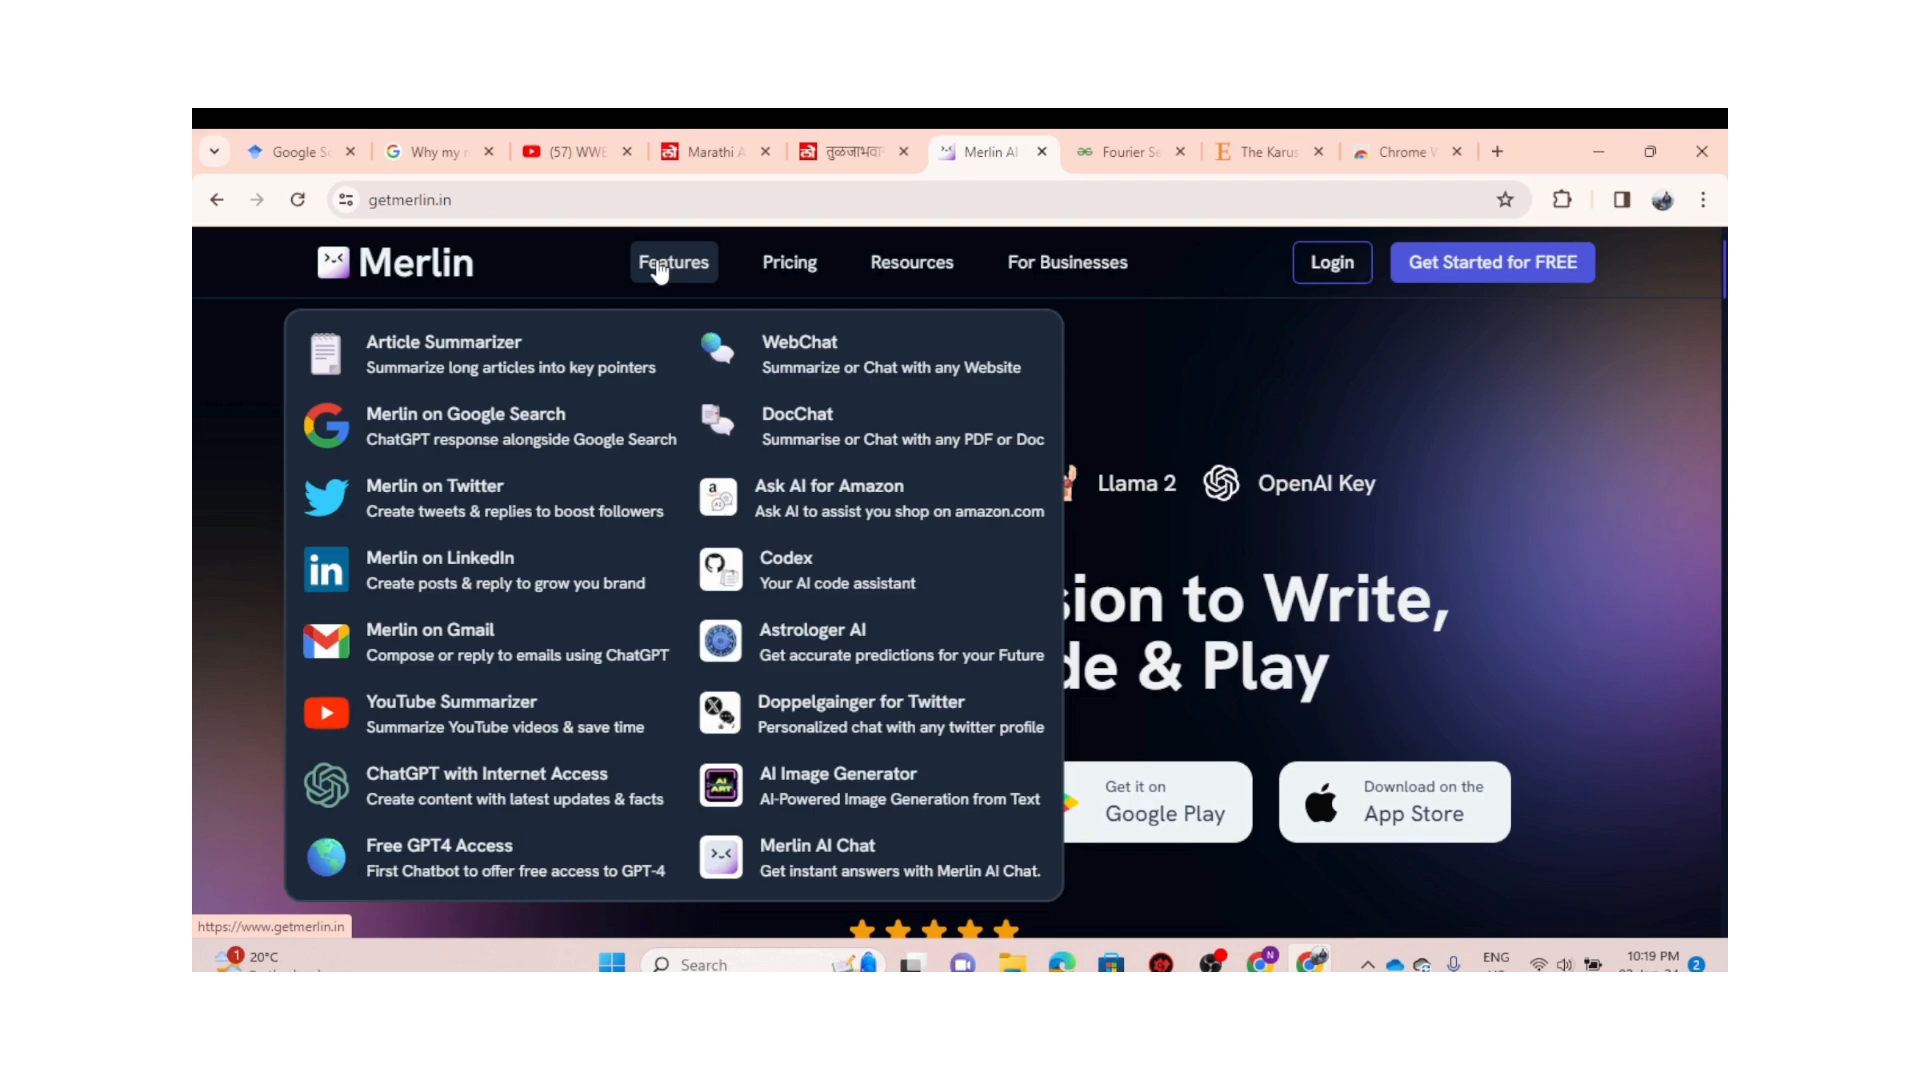 Google Sc
Why my r
(57) WWE
Marathi A
तुळजाभवा
Merlin AI
Fourier Se
The Karus
Chrome V
getmerlin.in
Merlin
Features
Pricing
Resources
For Businesses
Login
Get Started for FREE
Article Summarizer
Summarize long articles into key pointers
WebChat
Summarize or Chat with any Website
Merlin on Google Search
ChatGPT response alongside Google Search
DocChat
Summarise or Chat with any PDF or Doc
Merlin on Twitter
Create tweets & replies to boost followers
Ask AI for Amazon
Ask AI to assist you shop on amazon.com
Llama 2
OpenAI Key
Merlin on LinkedIn
Create posts & reply to grow you brand
Codex
Your AI code assistant
sion to Write,
de & Play
Merlin on Gmail
Compose or reply to emails using ChatGPT
Astrologer AI
Get accurate predictions for your Future
YouTube Summarizer
Summarize YouTube videos & save time
Doppelgainger for Twitter
Personalized chat with any twitter profile
ChatGPT with Internet Access
Create content with latest updates & facts
AI Image Generator
AI-Powered Image Generation from Text
AI
ART
Get it on
Google Play
Download on the
App Store
Free GPT4 Access
First Chatbot to offer free access to GPT-4
Merlin AI Chat
Get instant answers with Merlin AI Chat.
https://www.getmerlin.in
1
20°C
Search
N
ENG
10:19 PM
2